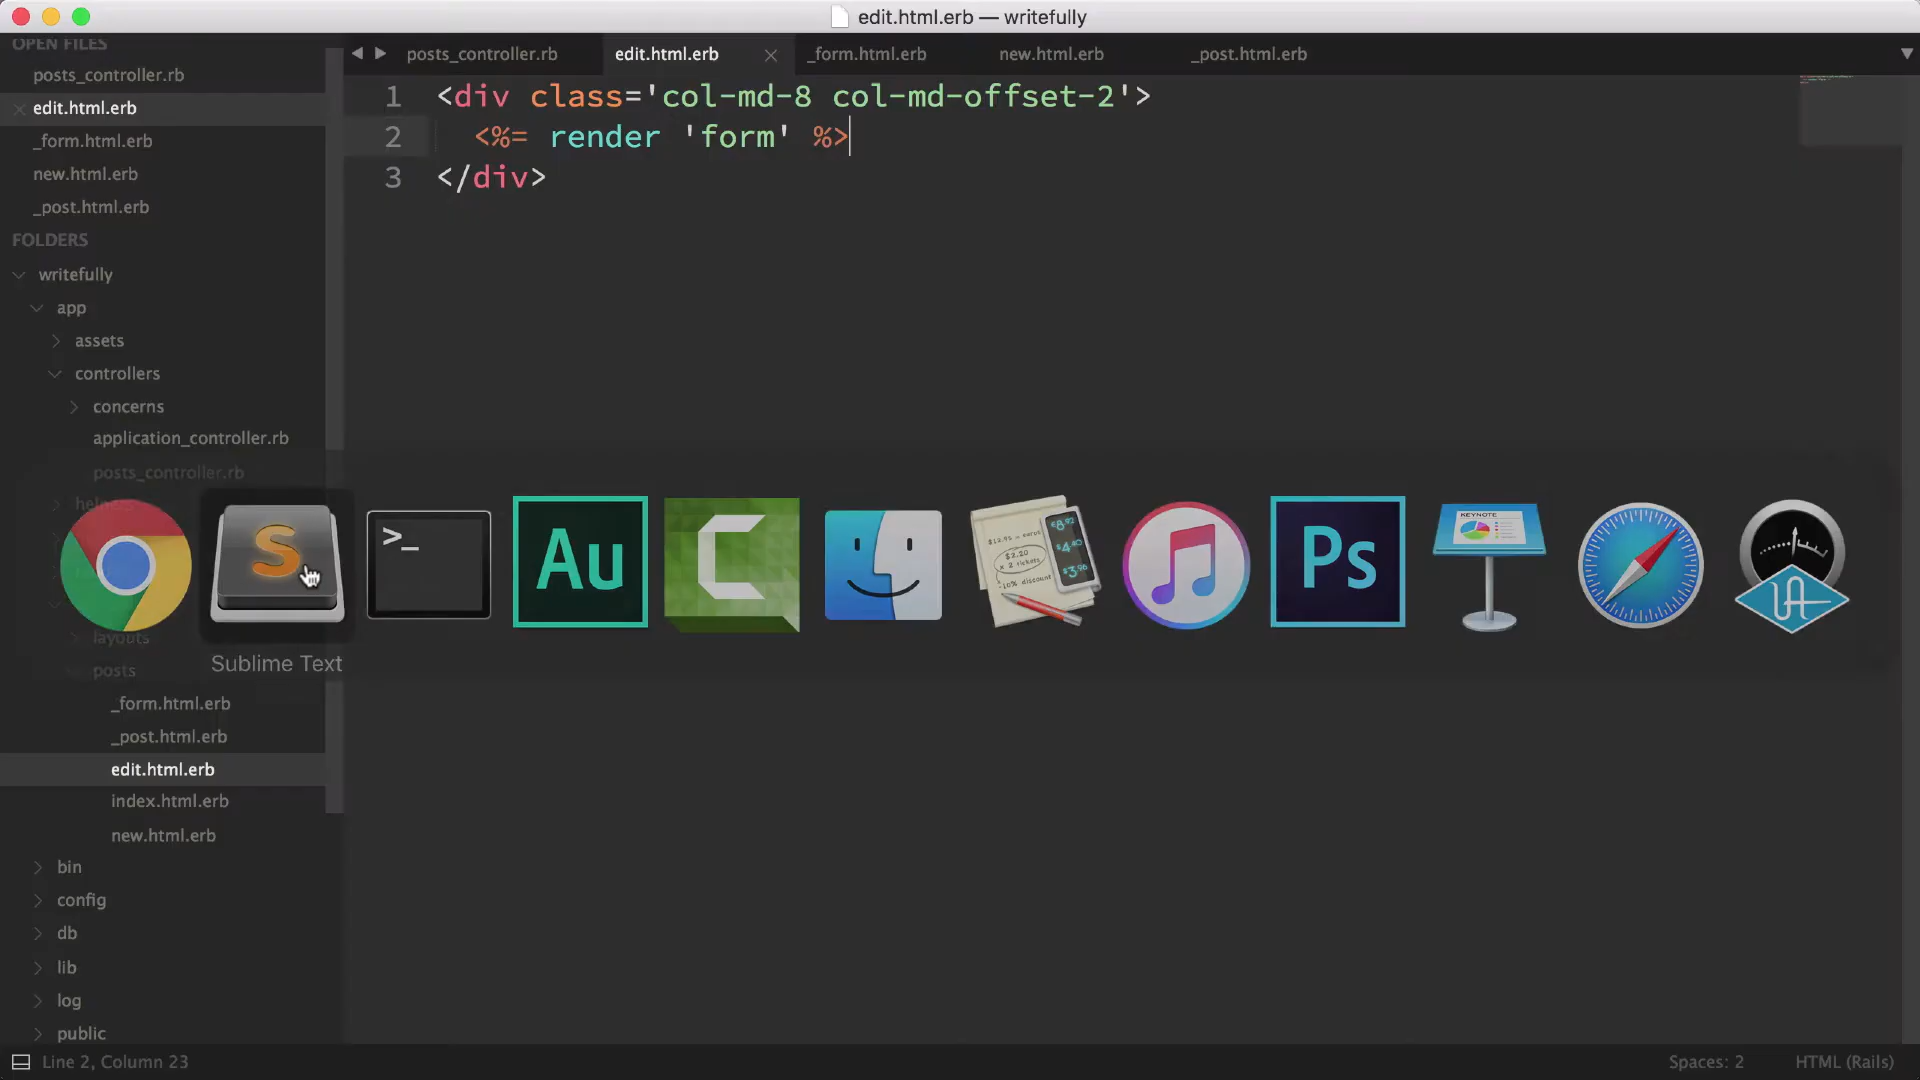 edit.html.erb — writefully
OPEN FILES
posts_controller.rb
edit.html.erb
_form.html.erb
new.html.erb
_post.html.erb
FOLDERS
writefully
app
assets
controllers
concerns
application_controller.rb
posts_controller.rb
layouts
posts
_form.html.erb
_post.html.erb
edit.html.erb
index.html.erb
new.html.erb
bin
config
db
lib
log
public
posts_controller.rb
edit.html.erb
_form.html.erb
new.html.erb
_post.html.erb
1 <div class='col-md-8 col-md-offset-2'>
2 <%= render 'form' %>
3 </div>
S
>_
Au
C
Ps
KEYNOTE
Sublime Text
Line 2, Column 23
Spaces: 2
HTML (Rails)